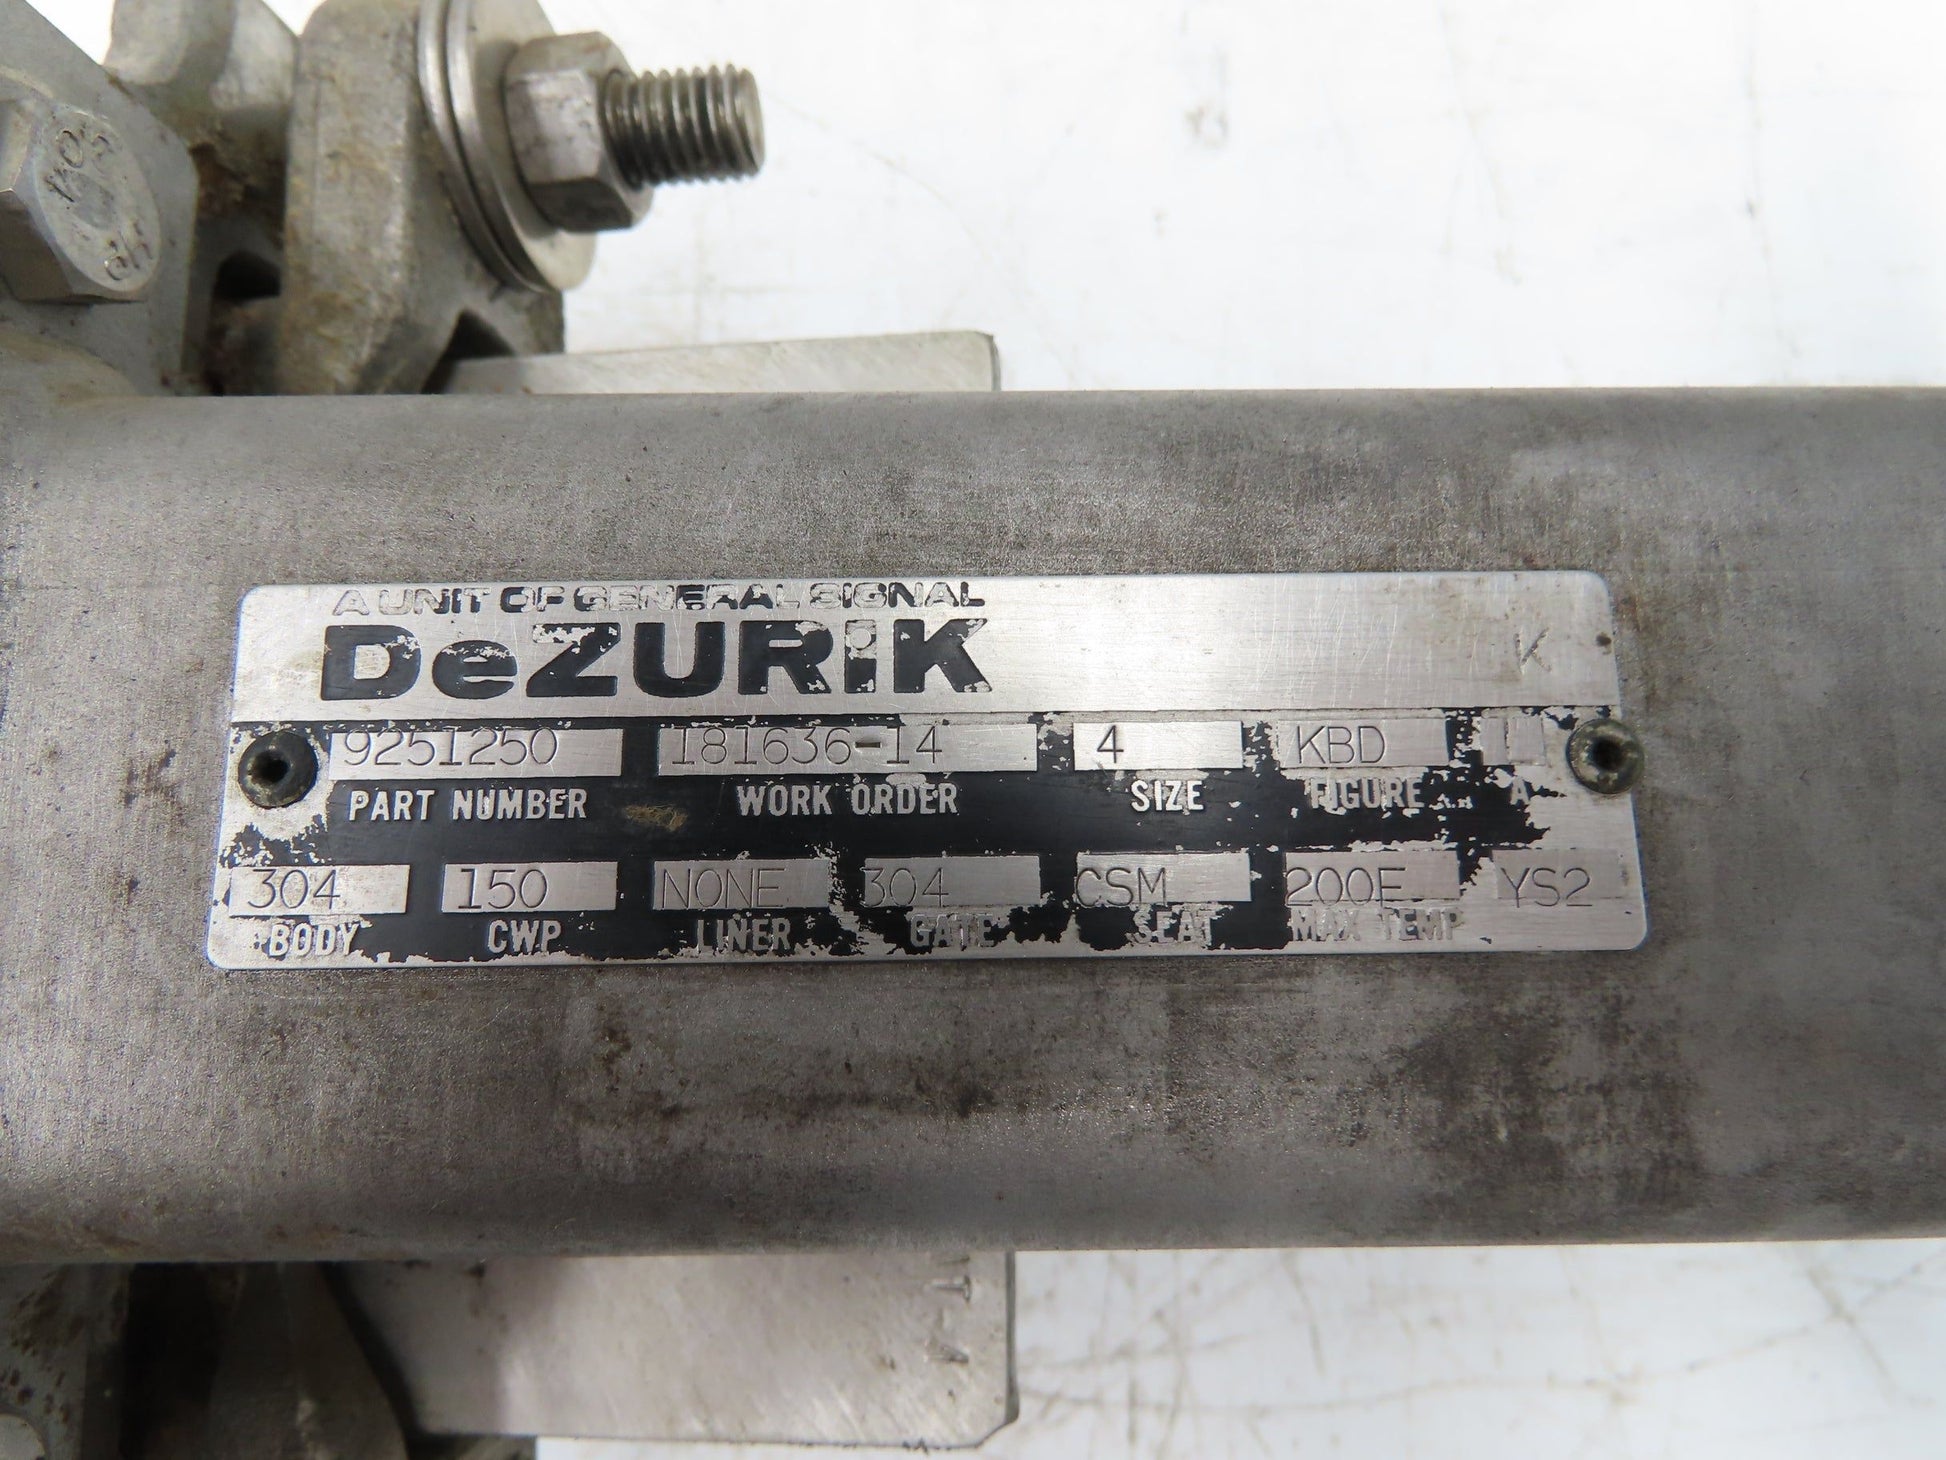 A UNIT OF GENERAL SIGNAL
DeZURiK
K
9251250 181636-14 4 KBD
PART NUMBER WORK ORDER SIZE FIGURE A
304 150 NONE 304 CSM 200F YS2
BODY CWP LINER GATE SEAT MAX TEMP